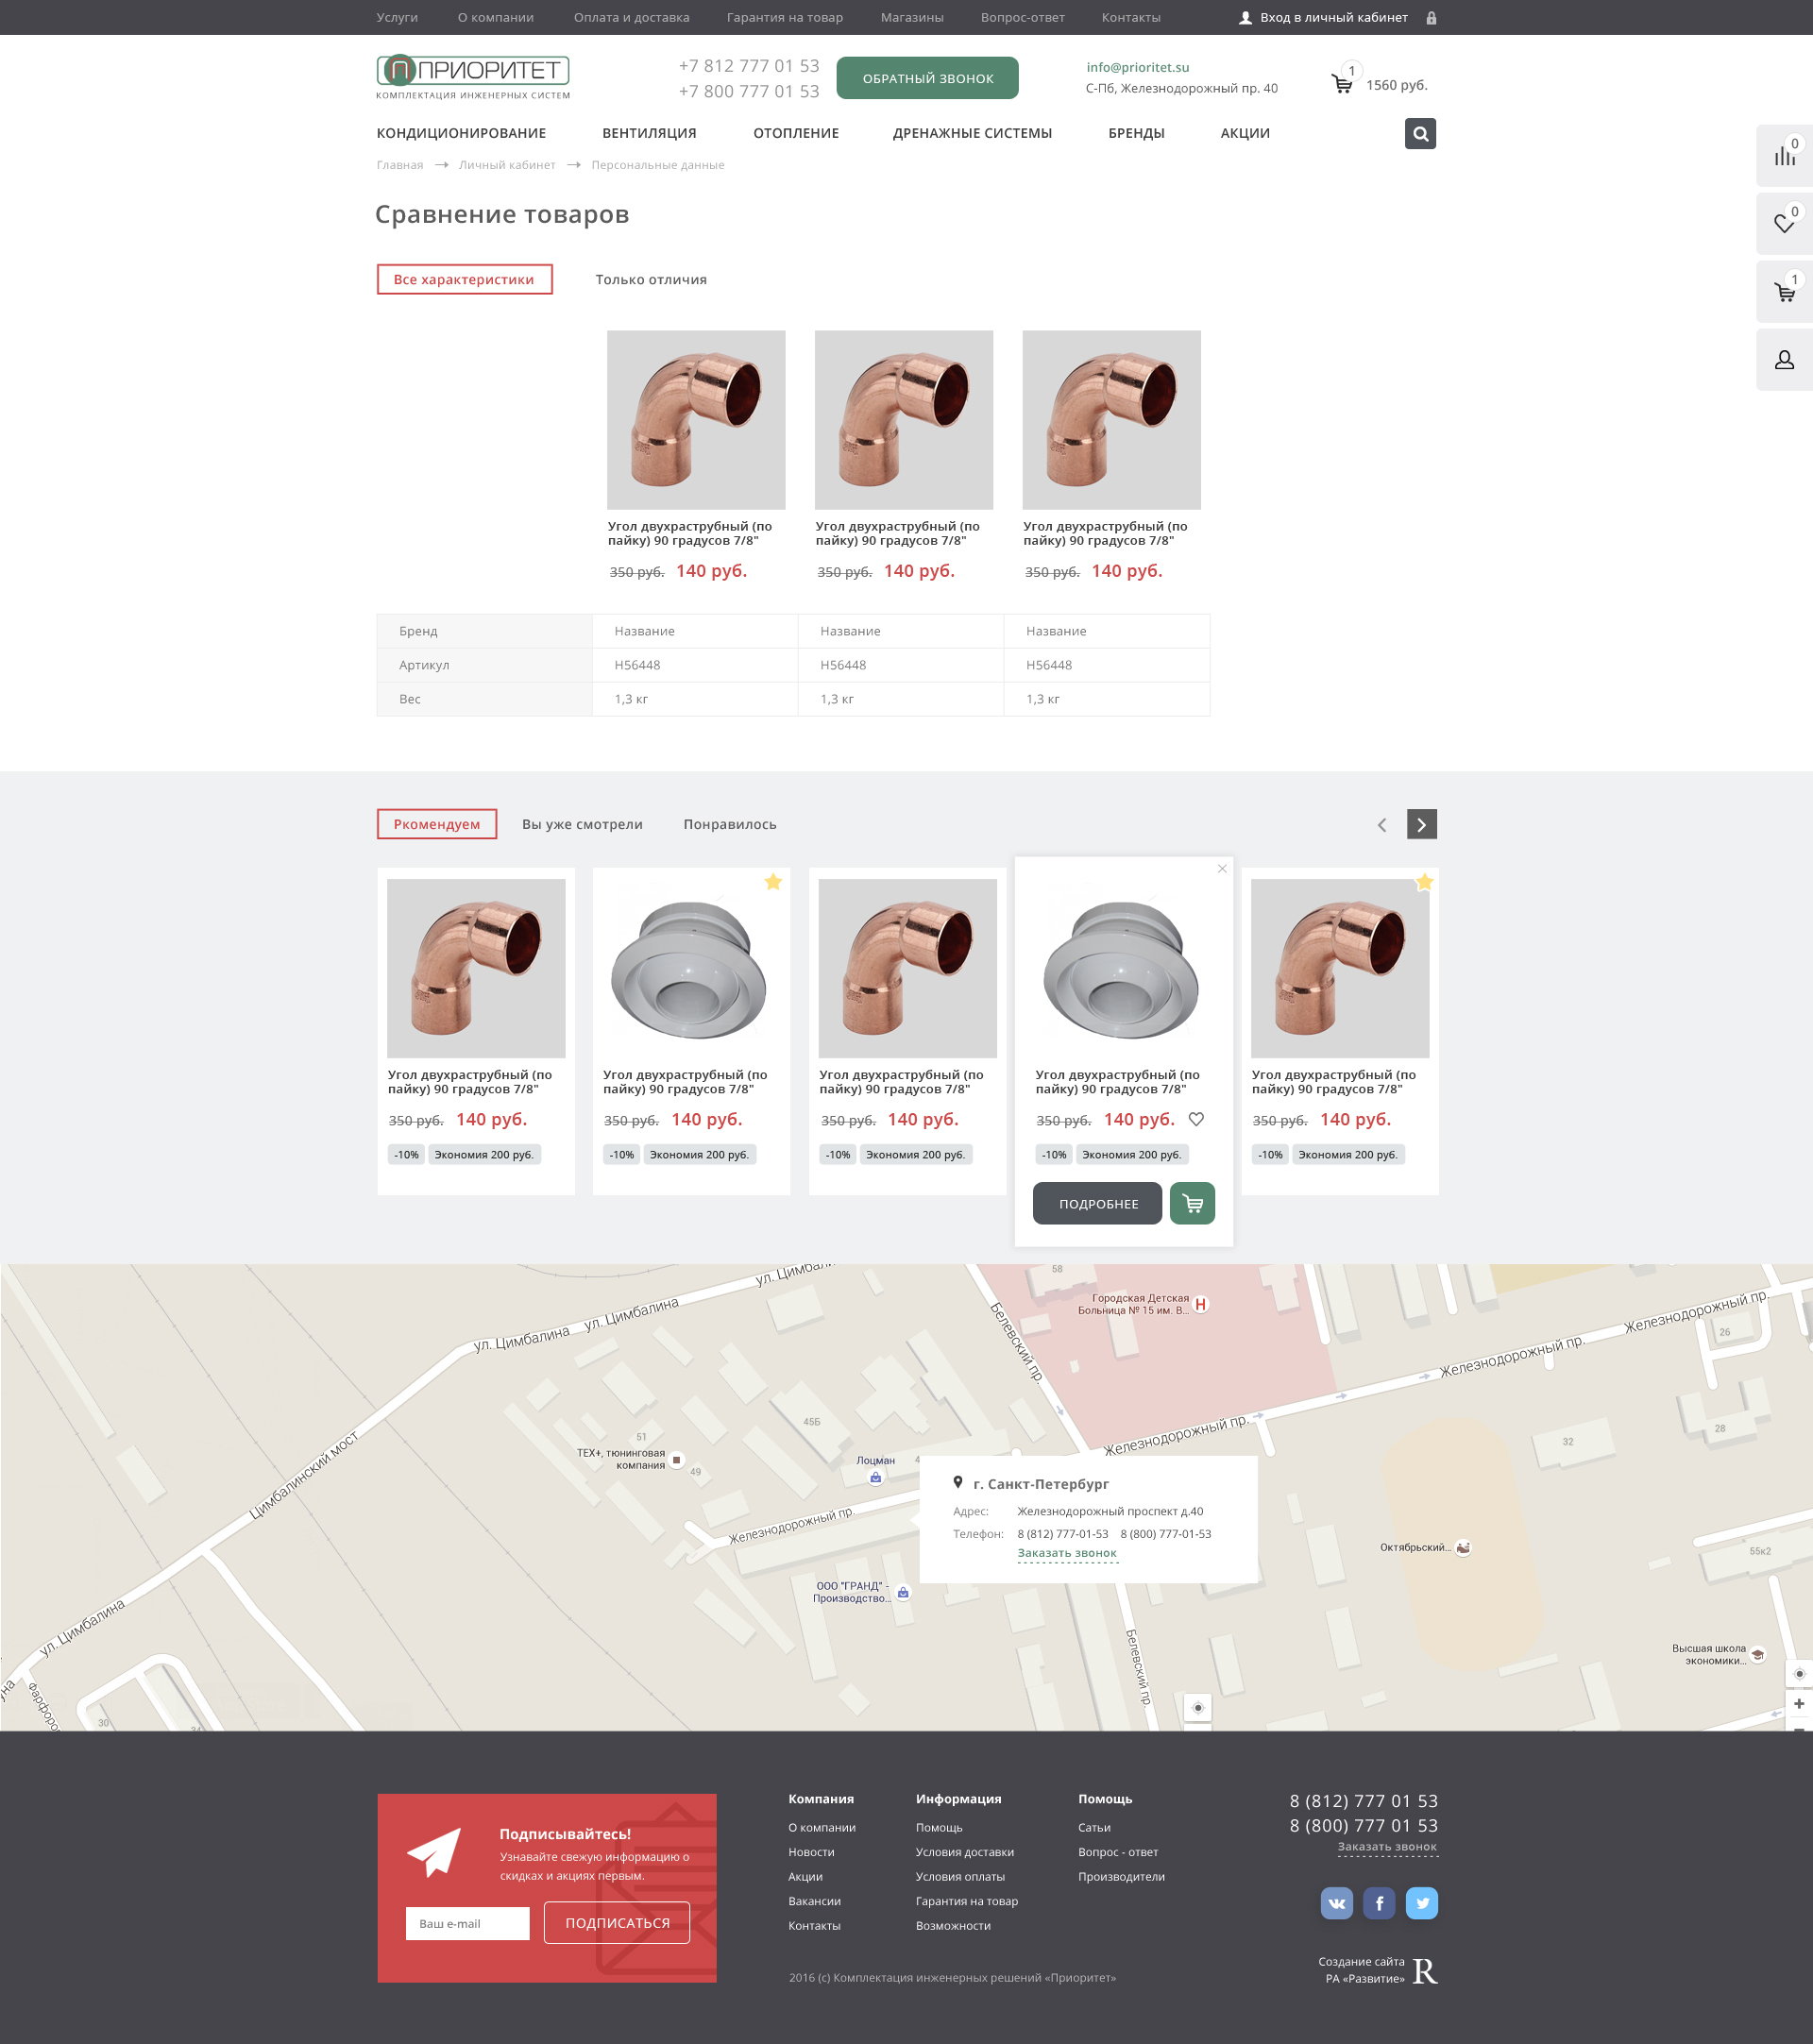 Услуги О компании Оплата и доставка Гарантия на товар Магазины Вопрос-ответ Контакты Вход в личный кабинет
ПРИОРИТЕТ
КОМПЛЕКТАЦИЯ ИНЖЕНЕРНЫХ СИСТЕМ
+7 812 777 01 53
+7 800 777 01 53
ОБРАТНЫЙ ЗВОНОК
info@prioritet.su
С-Пб, Железнодорожный пр. 40
1
1560 руб.
КОНДИЦИОНИРОВАНИЕ ВЕНТИЛЯЦИЯ ОТОПЛЕНИЕ ДРЕНАЖНЫЕ СИСТЕМЫ БРЕНДЫ АКЦИИ
0
0
1
Главная Личный кабинет Персональные данные
Сравнение товаров
Все характеристики Только отличия
Угол двухраструбный (по
пайку) 90 градусов 7/8"
350 руб. 140 руб.
Угол двухраструбный (по
пайку) 90 градусов 7/8"
350 руб. 140 руб.
Угол двухраструбный (по
пайку) 90 градусов 7/8"
350 руб. 140 руб.
Бренд Название Название Название
Артикул H56448 H56448 H56448
Вес 1,3 кг 1,3 кг 1,3 кг
Ркомендуем Вы уже смотрели Понравилось
Угол двухраструбный (по
пайку) 90 градусов 7/8"
350 руб. 140 руб.
-10% Экономия 200 руб.
Угол двухраструбный (по
пайку) 90 градусов 7/8"
350 руб. 140 руб.
-10% Экономия 200 руб.
Угол двухраструбный (по
пайку) 90 градусов 7/8"
350 руб. 140 руб.
-10% Экономия 200 руб.
Угол двухраструбный (по
пайку) 90 градусов 7/8"
350 руб. 140 руб.
-10% Экономия 200 руб.
ПОДРОБНЕЕ
Угол двухраструбный (по
пайку) 90 градусов 7/8"
350 руб. 140 руб.
-10% Экономия 200 руб.
ул. Цимбалина
ул. Цимбалина
ул. Цимбалина
58
Городская Детская
Больница № 15 им. В...
H
Белевский пр.
Железнодорожный пр.
Железнодорожный пр.
26
Железнодорожный пр.
28
32
45Б
51
49
ТЕХ+, тюнинговая
компания
Лоцман
Цимбалинский мост
Железнодорожный пр.
г. Санкт-Петербург
Адрес: Железнодорожный проспект д.40
Телефон: 8 (812) 777-01-53 8 (800) 777-01-53
Заказать звонок
Октябрьский...
55к2
ООО "ГРАНД" -
Производство...
ул. Цимбалина
Белевский пр.
Высшая школа
экономики...
30
34
Подписывайтесь!
Узнавайте свежую информацию о
скидках и акциях первым.
Ваш e-mail
ПОДПИСАТЬСЯ
Компания
О компании
Новости
Акции
Вакансии
Контакты
Информация
Помощь
Условия доставки
Условия оплаты
Гарантия на товар
Возможности
Помощь
Сатьи
Вопрос - ответ
Производители
8 (812) 777 01 53
8 (800) 777 01 53
Заказать звонок
2016 (с) Комплектация инженерных решений «Приоритет»
Создание сайта
РА «Развитие»
R